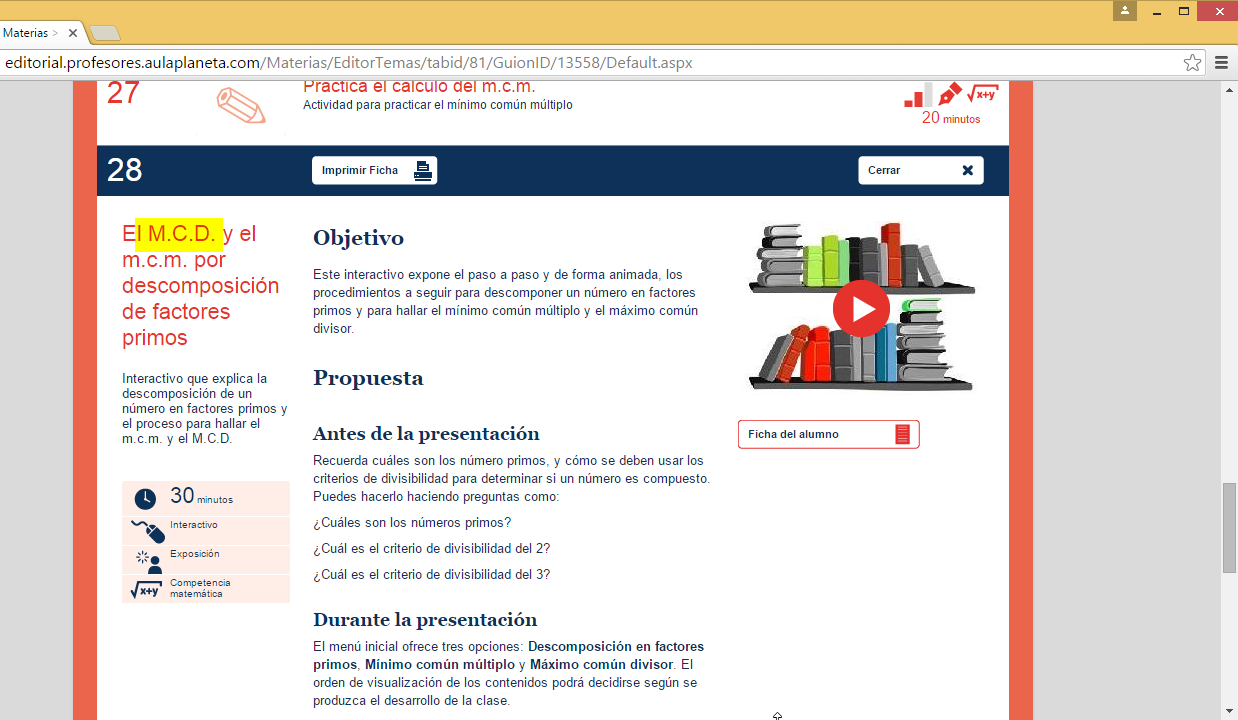 Materias >
editorial.profesores.aulaplaneta.com/Materias/EditorTemas/tabid/81/GuionID/13558/Default.aspx
27
Practica el cálculo del m.c.m.
Actividad para practicar el mínimo común múltiplo
√x+y
20 minutos
28
Imprimir Ficha
Cerrar
El M.C.D. y el
m.c.m. por
descomposición
de factores
primos
Interactivo que explica la
descomposición de un
número en factores primos y
el proceso para hallar el
m.c.m. y el M.C.D.
30 minutos
Interactivo
Exposición
√x+y
Competencia
matemática
Objetivo
Este interactivo expone el paso a paso y de forma animada, los
procedimientos a seguir para descomponer un número en factores
primos y para hallar el mínimo común múltiplo y el máximo común
divisor.
Propuesta
Antes de la presentación
Recuerda cuáles son los número primos, y cómo se deben usar los
criterios de divisibilidad para determinar si un número es compuesto.
Puedes hacerlo haciendo preguntas como:
¿Cuáles son los números primos?
¿Cuál es el criterio de divisibilidad del 2?
¿Cuál es el criterio de divisibilidad del 3?
Durante la presentación
El menú inicial ofrece tres opciones: Descomposición en factores
primos, Mínimo común múltiplo y Máximo común divisor. El
orden de visualización de los contenidos podrá decidirse según se
produzca el desarrollo de la clase.
Ficha del alumno